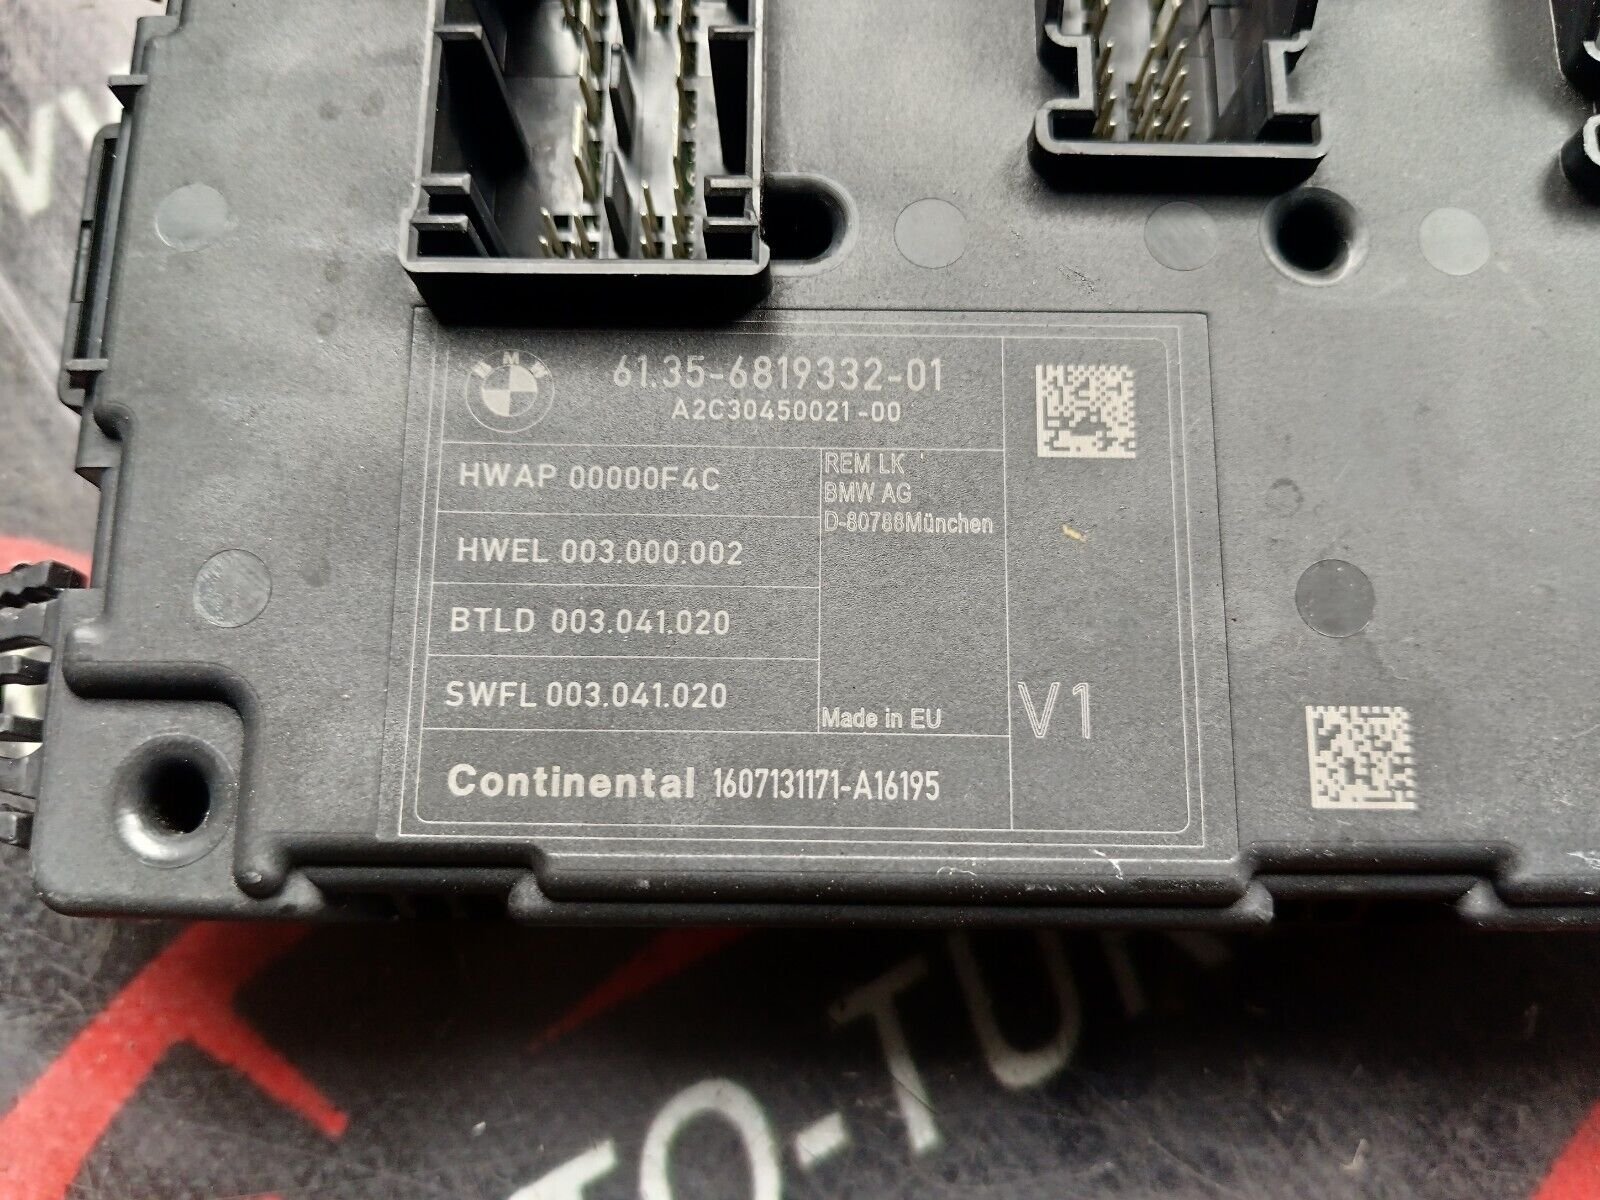 BMW
61.35-6819332-01
A2C30450021-00
HWAP 00000F4C
REM LK
BMW AG
D-80788München
HWEL 003.000.002
BTLD 003.041.020
SWFL 003.041.020
Made in EU
V1
Continental 1607131171-A16195